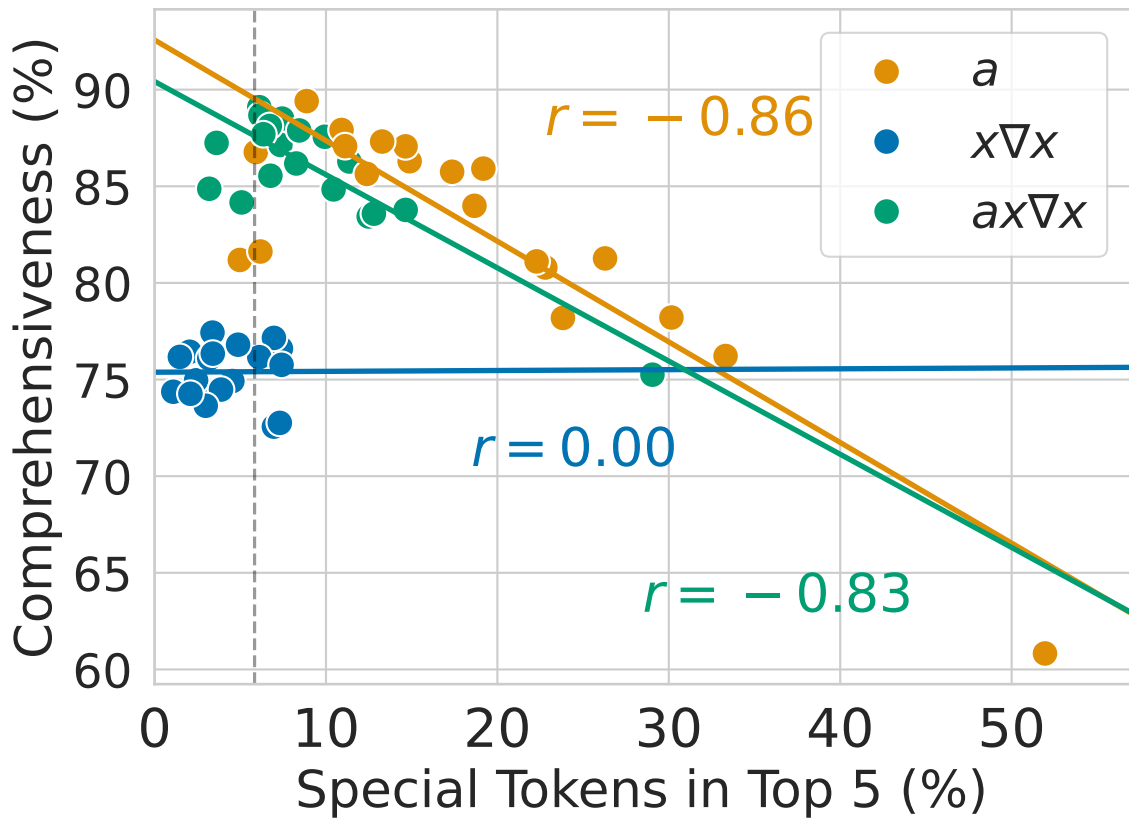 Comprehensiveness (%)
90
85
80
75
70
65
60
r = − 0.86
r = 0.00
r = − 0.83
a
x∇x
ax∇x
0 10 20 30 40 50
Special Tokens in Top 5 (%)